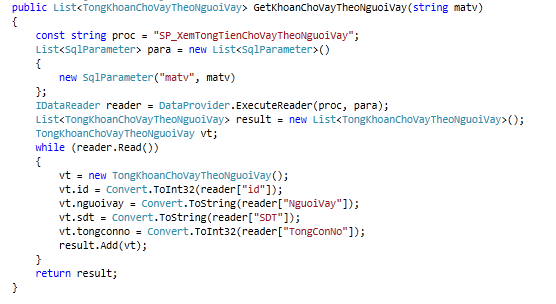 public List<TongKhoanChoVayTheoNguoiVay> GetKhoanChoVayTheoNguoiVay(string matv)
{
    const string proc = "SP_XemTongTienChoVayTheoNguoiVay";
    List<SqlParameter> para = new List<SqlParameter>()
    {
        new SqlParameter("matv", matv)
    };
    IDataReader reader = DataProvider.ExecuteReader(proc, para);
    List<TongKhoanChoVayTheoNguoiVay> result = new List<TongKhoanChoVayTheoNguoiVay>();
    TongKhoanChoVayTheoNguoiVay vt;
    while (reader.Read())
    {
        vt = new TongKhoanChoVayTheoNguoiVay();
        vt.id = Convert.ToInt32(reader["id"]);
        vt.nguoivay = Convert.ToString(reader["NguoiVay"]);
        vt.sdt = Convert.ToString(reader["SDT"]);
        vt.tongconno = Convert.ToInt32(reader["TongConNo"]);
        result.Add(vt);
    }
    return result;
}